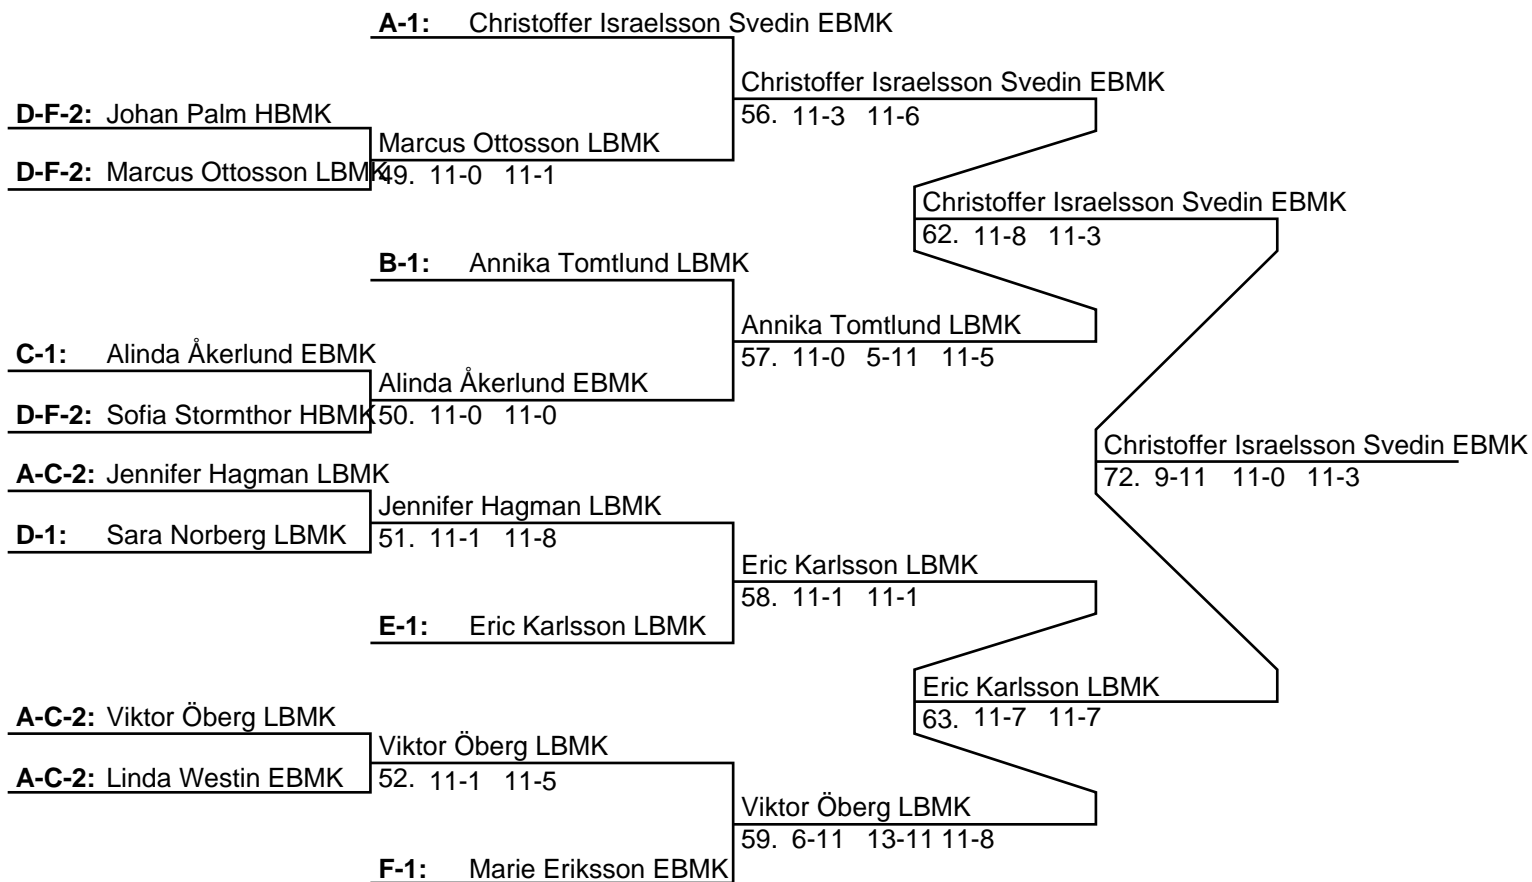 A-1: Christoffer Israelsson Svedin EBMK
Christoffer Israelsson Svedin EBMK
56. 11-3 11-6
D-F-2: Johan Palm HBMK
Marcus Ottosson LBMK
D-F-2: Marcus Ottosson LBMK
49. 11-0 11-1
Christoffer Israelsson Svedin EBMK
62. 11-8 11-3
B-1: Annika Tomtlund LBMK
Annika Tomtlund LBMK
57. 11-0 5-11 11-5
C-1: Alinda Åkerlund EBMK
Alinda Åkerlund EBMK
D-F-2: Sofia Stormthor HBMK
50. 11-0 11-0
Christoffer Israelsson Svedin EBMK
72. 9-11 11-0 11-3
A-C-2: Jennifer Hagman LBMK
Jennifer Hagman LBMK
D-1: Sara Norberg LBMK
51. 11-1 11-8
Eric Karlsson LBMK
58. 11-1 11-1
E-1: Eric Karlsson LBMK
Eric Karlsson LBMK
63. 11-7 11-7
A-C-2: Viktor Öberg LBMK
Viktor Öberg LBMK
A-C-2: Linda Westin EBMK
52. 11-1 11-5
Viktor Öberg LBMK
59. 6-11 13-11 11-8
F-1: Marie Eriksson EBMK